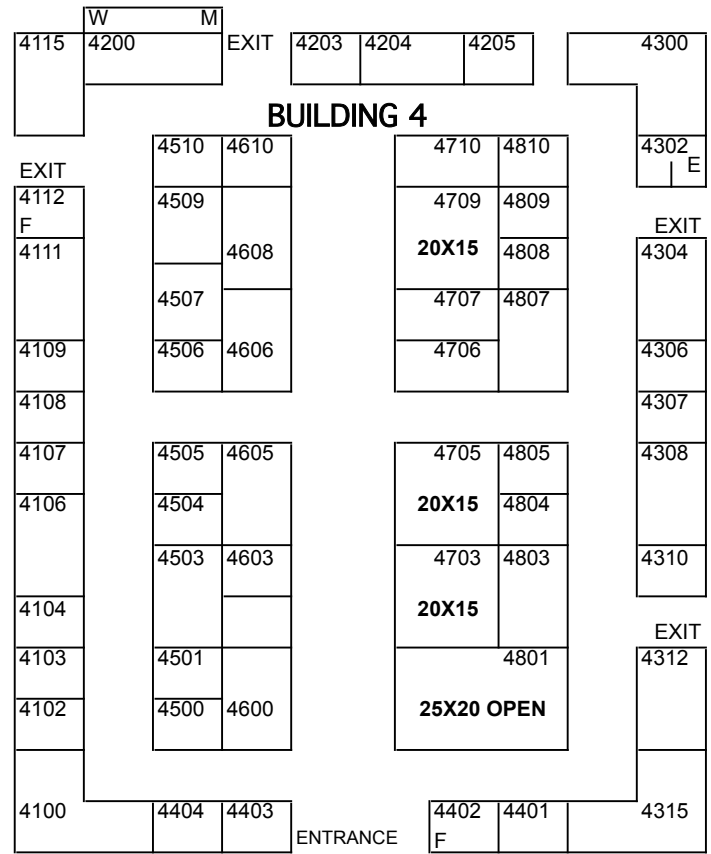 W M
4115 4200 EXIT 4203 4204 4205 4300
BUILDING 4
4510 4610 4710 4810 4302
EXIT E
4112 4509 4709 4809
F EXIT
4111 4608 20X15 4808 4304
4507 4707 4807
4109 4506 4606 4706 4306
4108 4307
4107 4505 4605 4705 4805 4308
4106 4504 20X15 4804
4503 4603 4703 4803 4310
4104 20X15
EXIT
4103 4501 4801 4312
4102 4500 4600 25X20 OPEN
4100 4404 4403 4402 4401 4315
ENTRANCE F